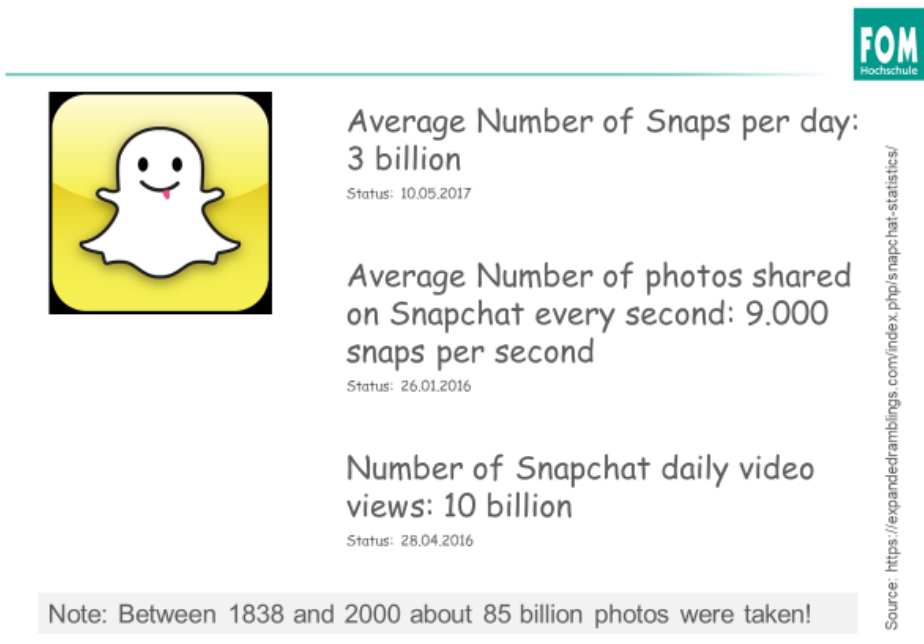 FOM
Hochschule
Average Number of Snaps per day:
3 billion
Status: 10.05.2017
Average Number of photos shared
on Snapchat every second: 9.000
snaps per second
Status: 26.01.2016
Number of Snapchat daily video
views: 10 billion
Status: 28.04.2016
Note: Between 1838 and 2000 about 85 billion photos were taken!
Source: https://expandedramblings.com/index.php/snapchat-statistics/